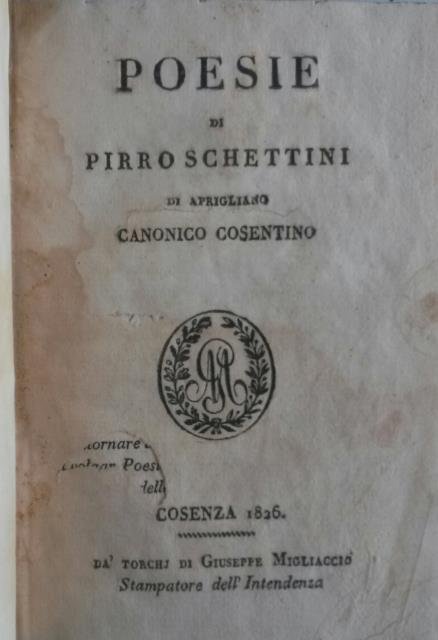 POESIE
DI
PIRRO SCHETTINI
DI APRIGLIANO
CANONICO COSENTINO
COSENZA 1826.
DA' TORCHJ DI GIUSEPPE MIGLIACCIO
Stampatore dell' Intendenza